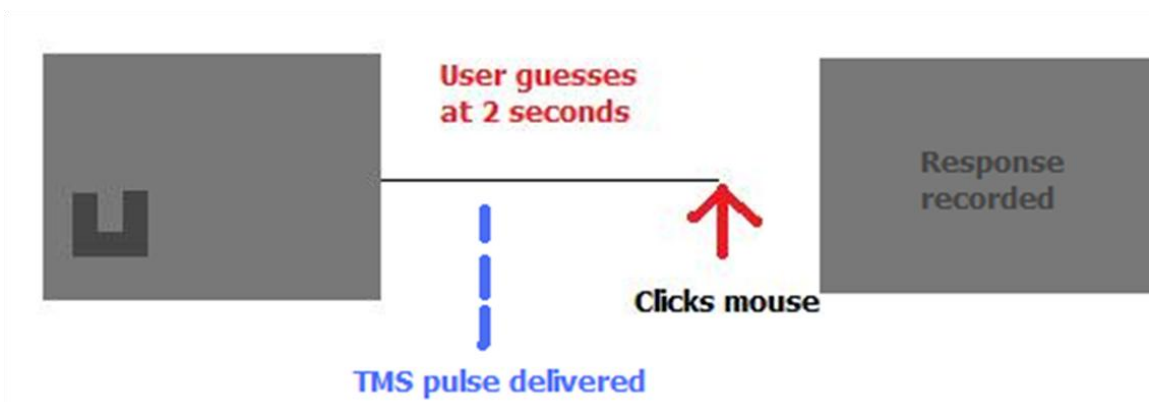 User guesses
at 2 seconds
Response
recorded
Clicks mouse
TMS pulse delivered